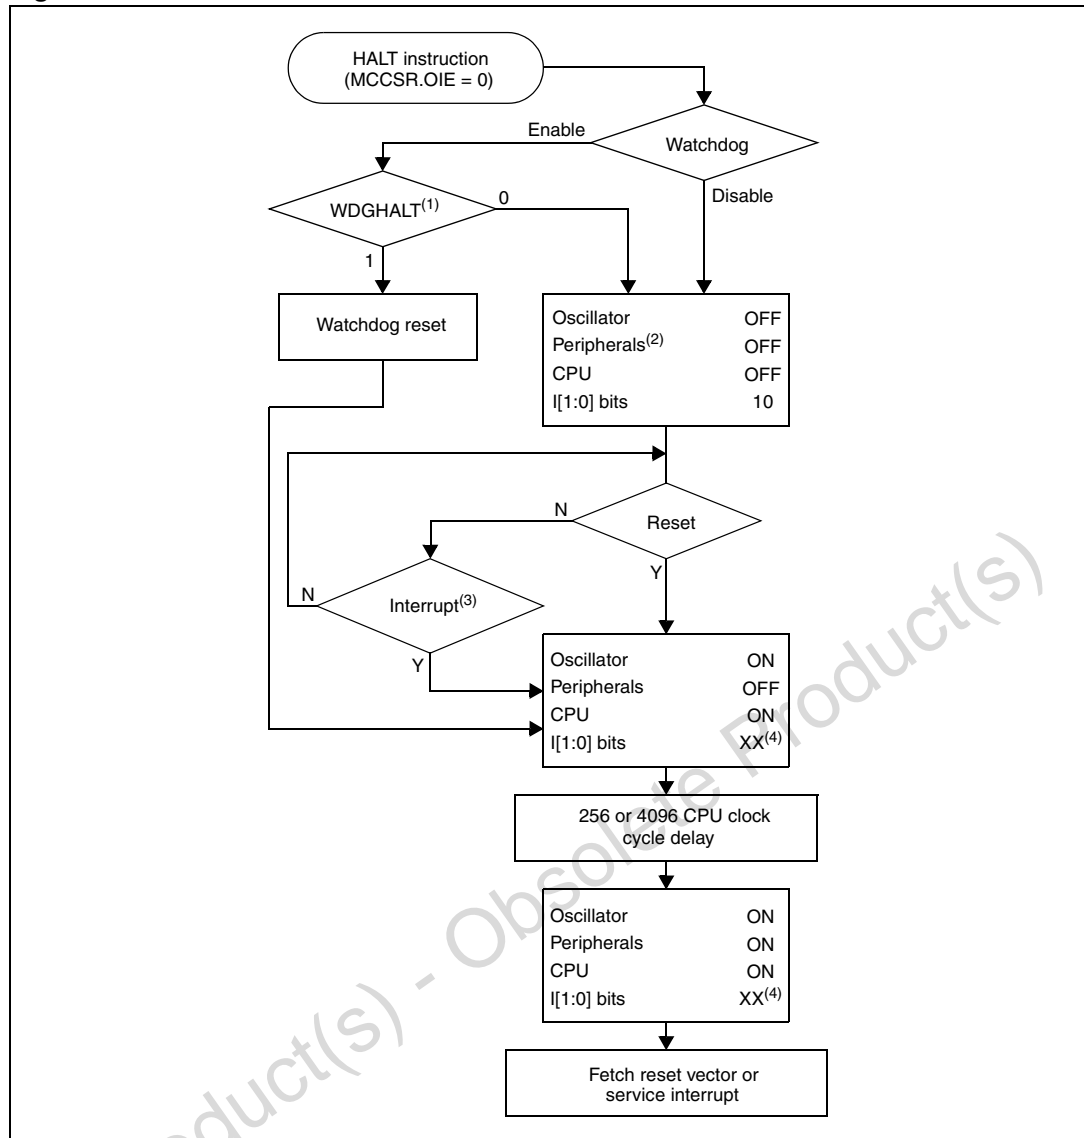 HALT instruction
(MCCSR.OIE = 0)
Enable
Watchdog
Disable
WDGHALT(1)
0
1
Watchdog reset
Oscillator OFF
Peripherals(2) OFF
CPU OFF
I[1:0] bits 10
N
Reset
Y
N
Interrupt(3)
Y
Oscillator ON
Peripherals OFF
CPU ON
I[1:0] bits XX(4)
256 or 4096 CPU clock
cycle delay
Oscillator ON
Peripherals ON
CPU ON
I[1:0] bits XX(4)
Fetch reset vector or
service interrupt
oduct(s) - Obsolete Product(s)